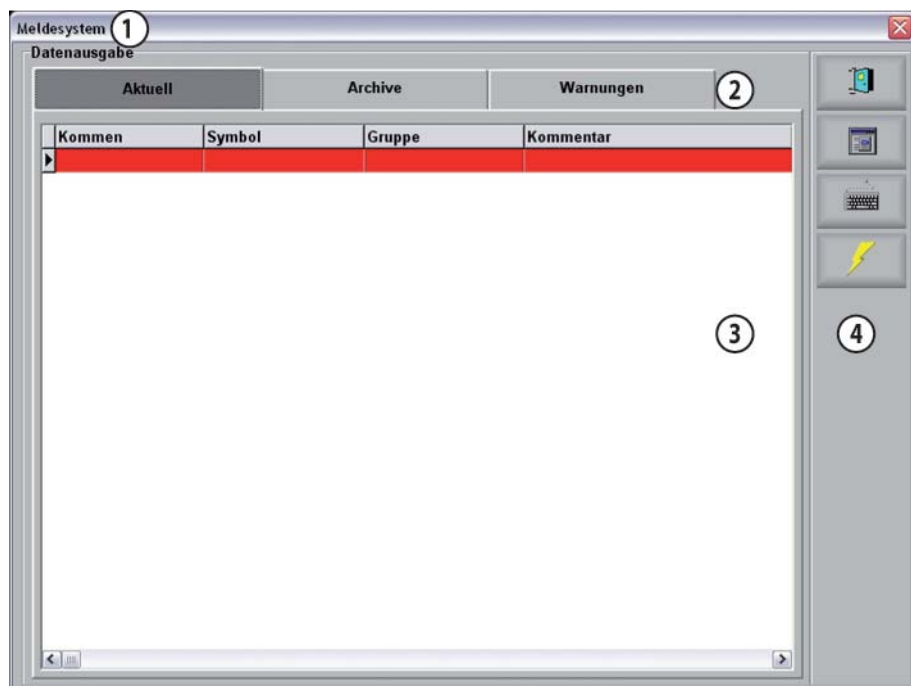 Meldesystem 1
Datenausgabe
Aktuell Archive Warnungen 2
Kommen Symbol Gruppe Kommentar
3 4